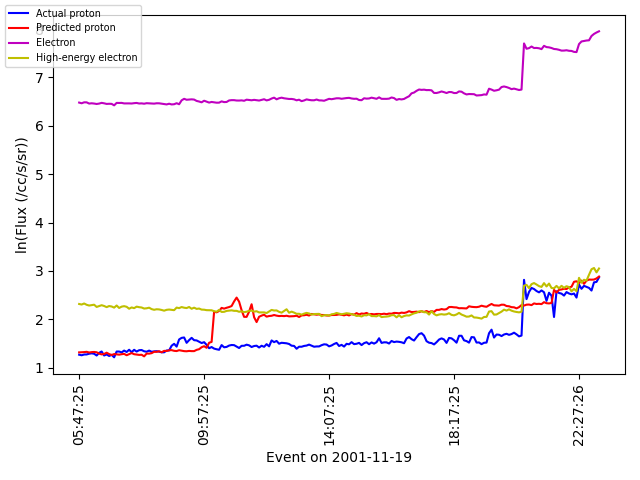 Actual proton
Predicted proton
Electron
High-energy electron
7
6
5
4
3
2
1
ln(Flux (/cc/s/sr))
05:47:25
09:57:25
14:07:25
18:17:25
22:27:26
Event on 2001-11-19